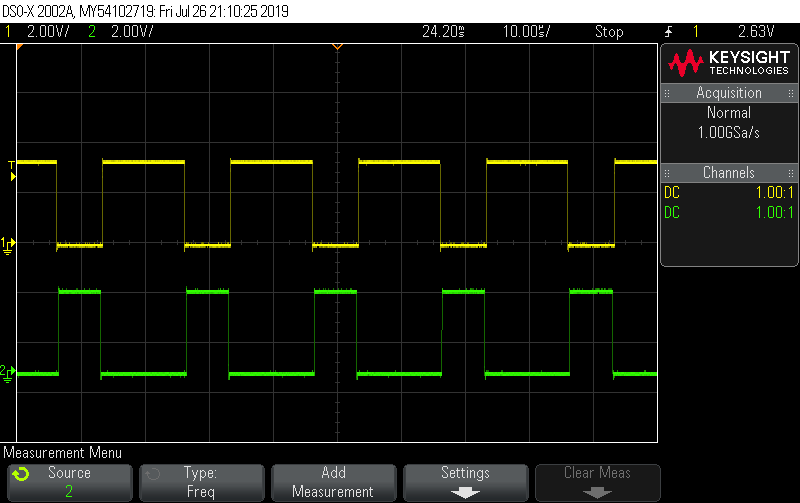 DSO-X 2002A, MY54102719: Fri Jul 26 21:10:25 2019
1 2.00V/ 2 2.00V/ 24.20ms 10.00us/ Stop 1 2.63V
KEYSIGHT
TECHNOLOGIES
Acquisition
Normal
1.00GSa/s
Channels
DC 1.00:1
DC 1.00:1
T
1
2
Measurement Menu
Source
2
Type:
Freq
Add
Measurement
Settings
Clear Meas